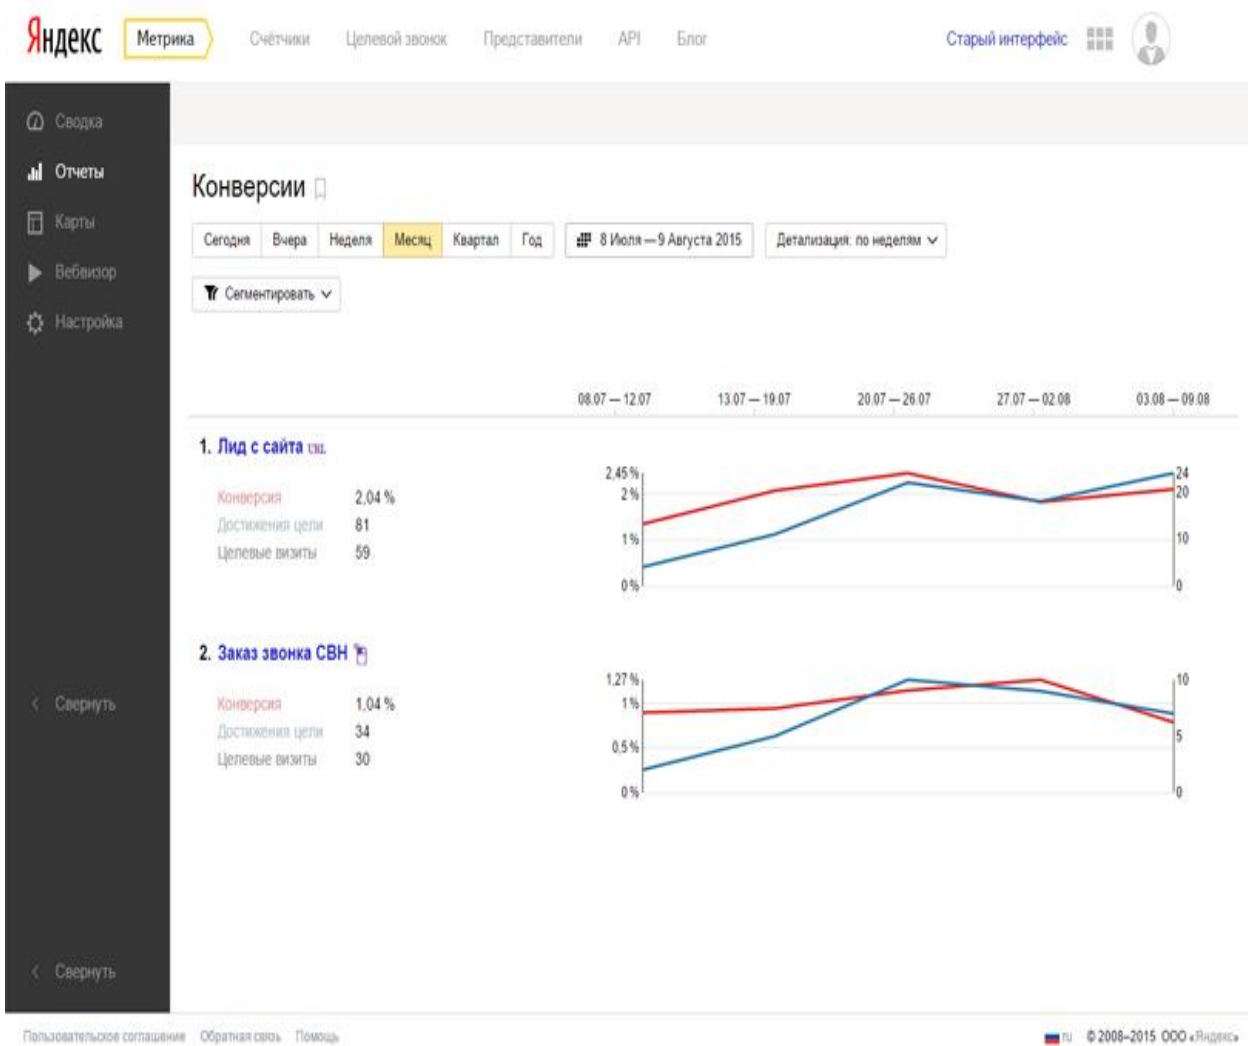 Яндекс Метрика Счётчики Целевой звонок Представители API Блог Старый интерфейс
Сводка
Отчеты
Карты
Вебвизор
Настройка
Свернуть
Свернуть
Конверсии
Сегодня Вчера Неделя Месяц Квартал Год 8 Июля — 9 Августа 2015 Детализация: по неделям
Сегментировать
08.07 — 12.07 13.07 — 19.07 20.07 — 26.07 27.07 — 02.08 03.08 — 09.08
1. Лид с сайта URL
Конверсия 2,04 %
Достижения цели 81
Целевые визиты 59
2,45 % 24
2 % 20
1 % 10
0 % 0
2. Заказ звонка СВН
Конверсия 1,04 %
Достижения цели 34
Целевые визиты 30
1,27 % 10
1 %
0,5 % 5
0 % 0
Пользовательское соглашение Обратная связь Помощь ru © 2008–2015 ООО «Яндекс»